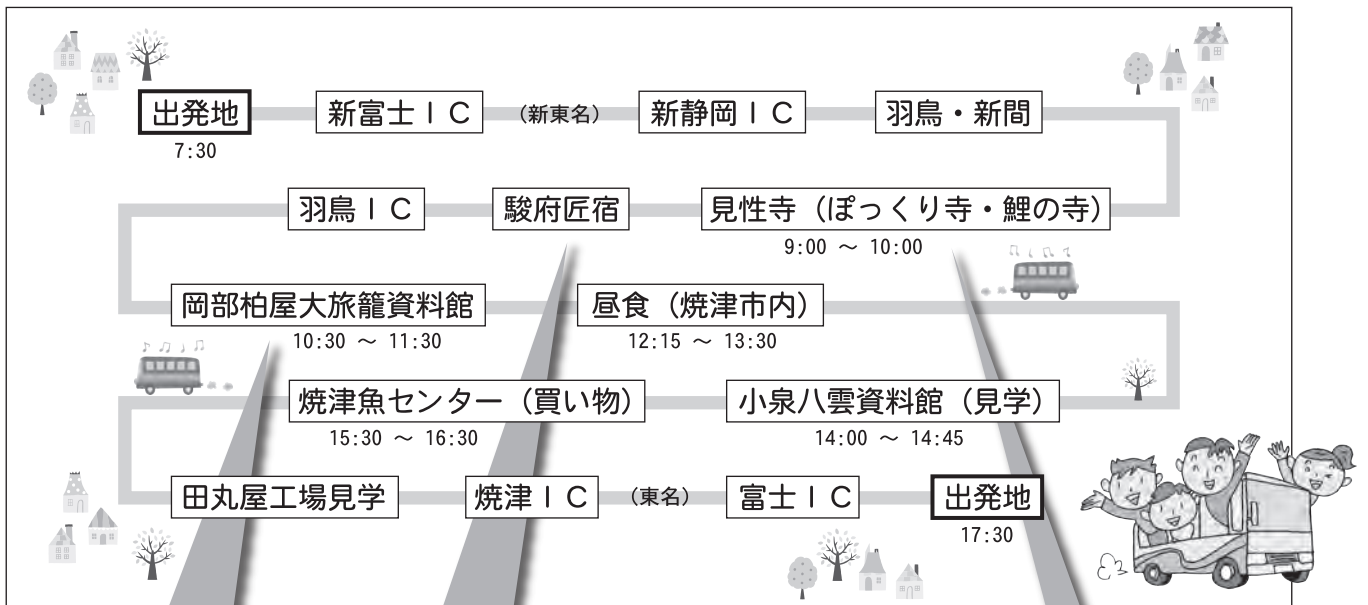 出発地 新富士ＩＣ （新東名） 新静岡ＩＣ 羽鳥・新間
7:30
見性寺（ぽっくり寺・鯉の寺） 駿府匠宿 羽鳥ＩＣ
9:00 ～ 10:00
岡部柏屋大旅籠資料館 昼食（焼津市内）
10:30 ～ 11:30 12:15 ～ 13:30
小泉八雲資料館（見学） 焼津魚センター（買い物）
14:00 ～ 14:45 15:30 ～ 16:30
田丸屋工場見学 焼津ＩＣ （東名） 富士ＩＣ 出発地
17:30